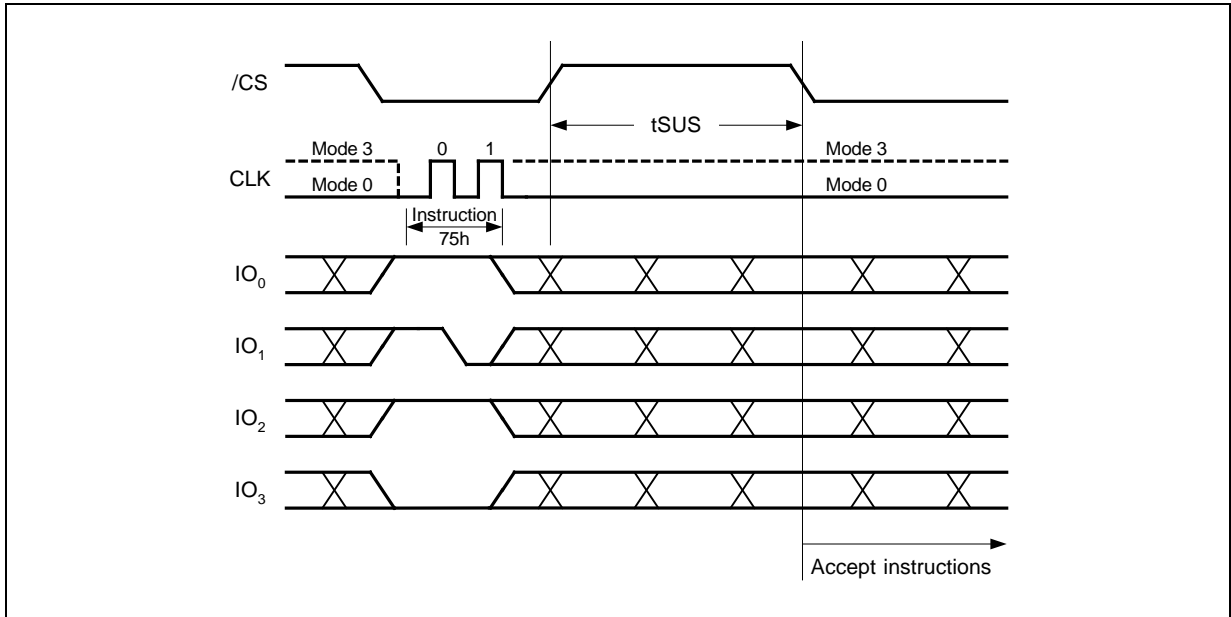 /CS
tSUS
Mode 3 0 1 Mode 3
CLK
Mode 0 Mode 0
Instruction
75h
IO0
IO1
IO2
IO3
Accept instructions